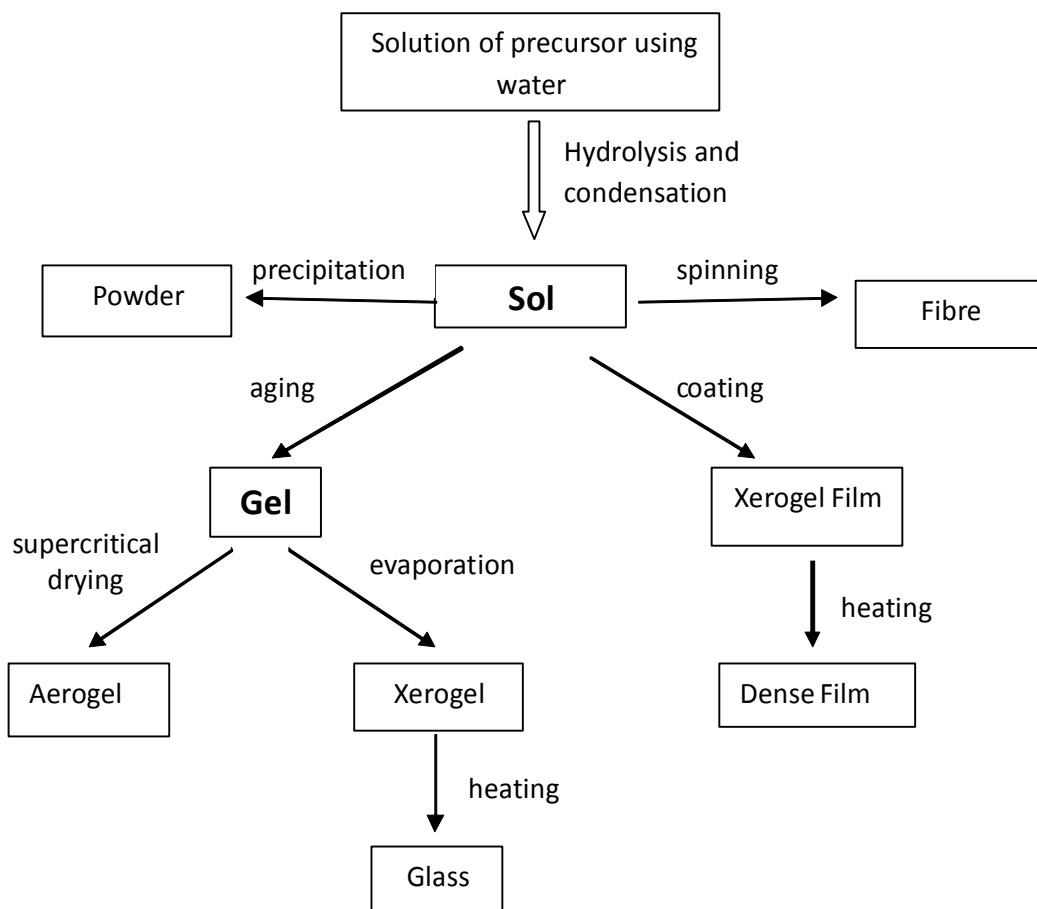 Solution of precursor using
water
Hydrolysis and
condensation
precipitation
spinning
Powder
Sol
Fibre
aging
coating
Gel
Xerogel Film
supercritical
drying
evaporation
heating
Aerogel
Xerogel
Dense Film
heating
Glass